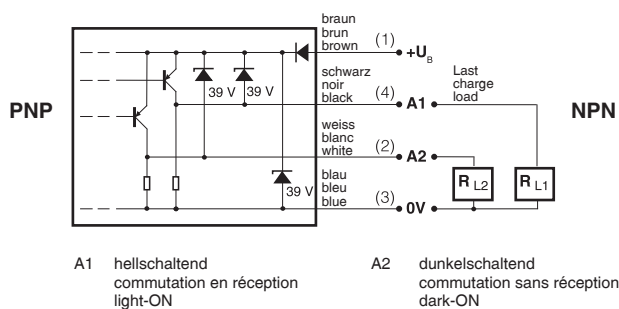 braun
brun
brown
(1)
+UB
PNP
39 V
39 V
schwarz
noir
black
(4)
A1
Last
charge
load
NPN
weiss
blanc
white
(2)
A2
R L2
R L1
39 V
blau
bleu
blue
(3)
0V
A1 hellschaltend
commutation en réception
light-ON
A2 dunkelschaltend
commutation sans réception
dark-ON